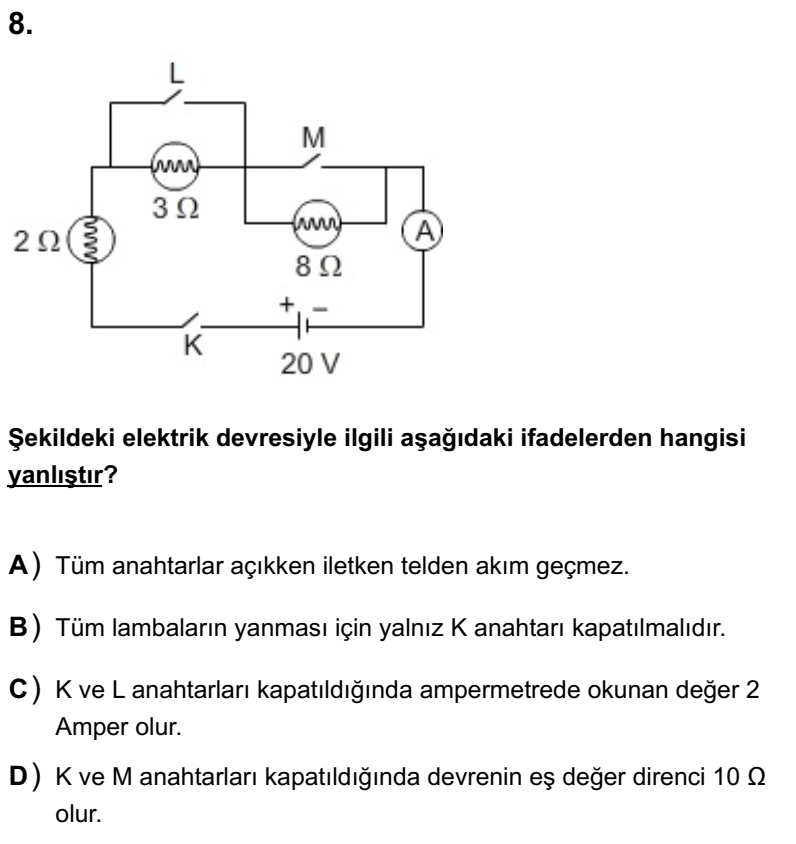 8.
L
M
3 Ω
2 Ω
A
8 Ω
+ –
K
20 V
Şekildeki elektrik devresiyle ilgili aşağıdaki ifadelerden hangisi
yanlıştır?
A) Tüm anahtarlar açıkken iletken telden akım geçmez.
B) Tüm lambaların yanması için yalnız K anahtarı kapatılmalıdır.
C) K ve L anahtarları kapatıldığında ampermetrede okunan değer 2
Amper olur.
D) K ve M anahtarları kapatıldığında devrenin eş değer direnci 10 Ω
olur.